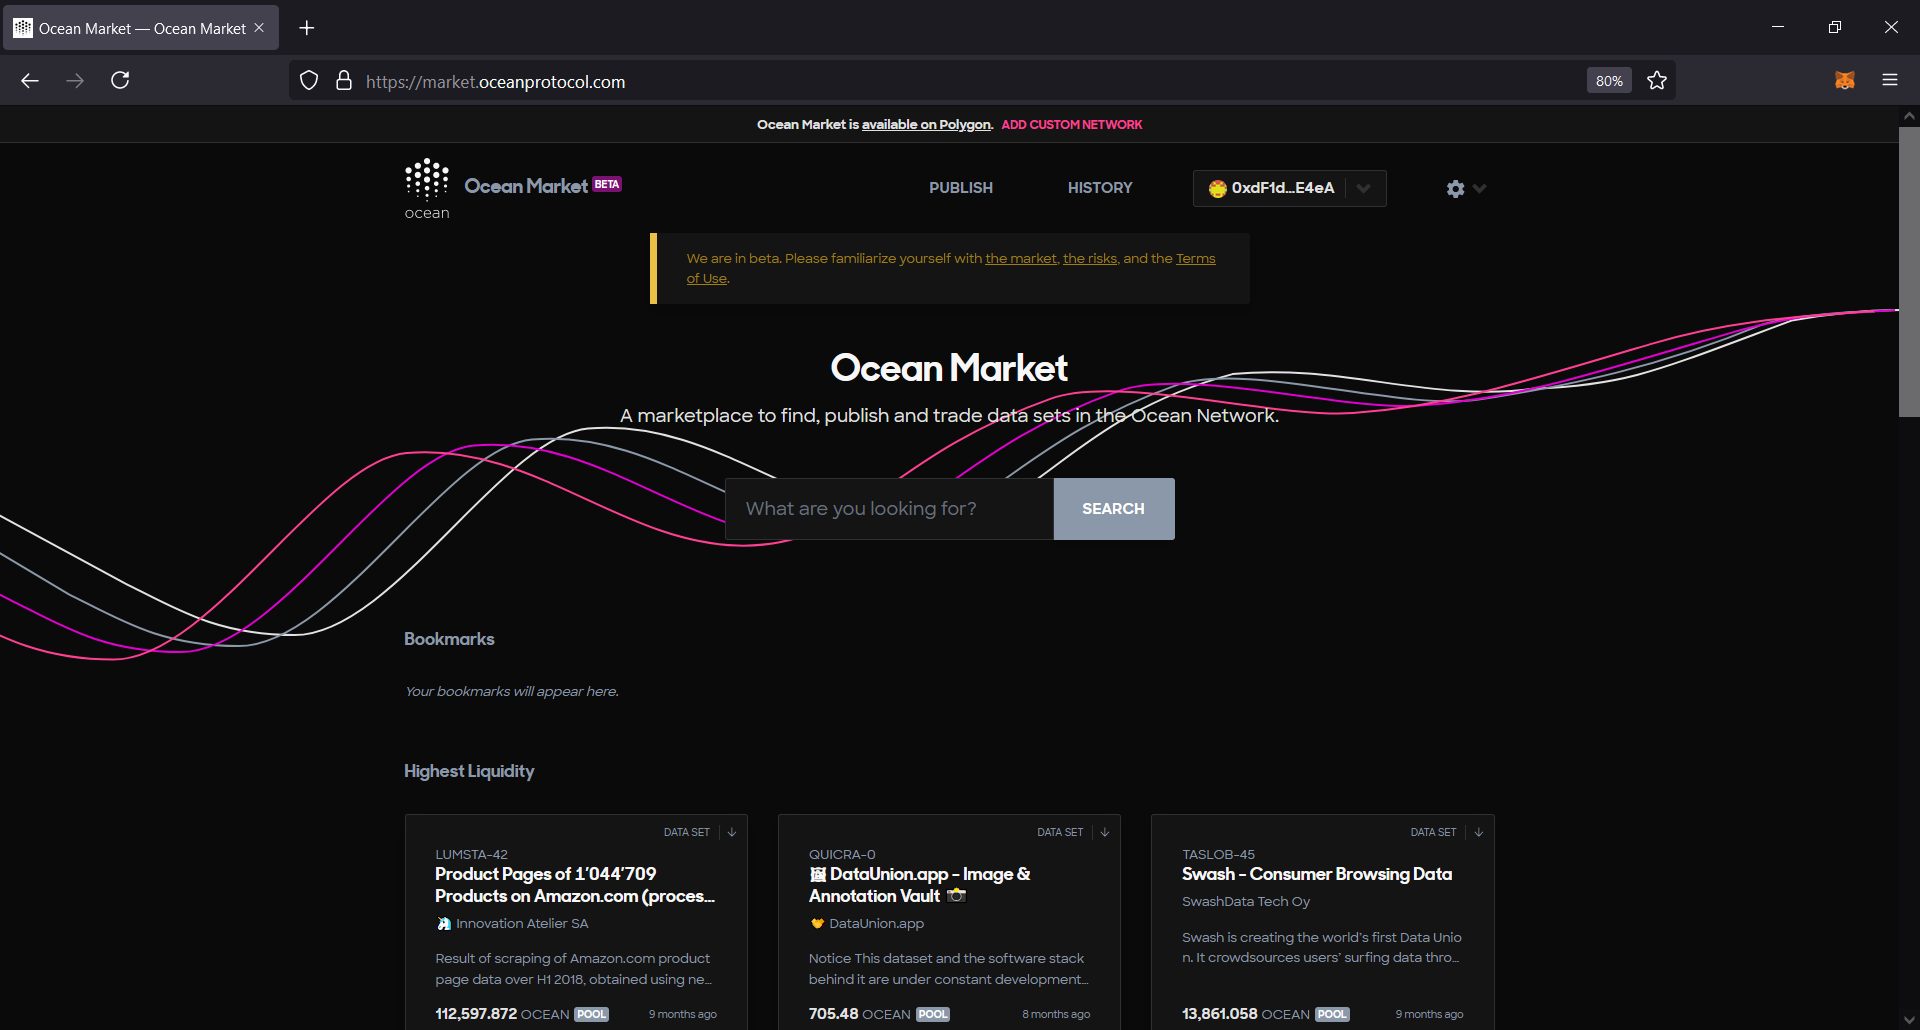 Ocean Market — Ocean Market
https://market.oceanprotocol.com
80%
Ocean Market is available on Polygon. ADD CUSTOM NETWORK
ocean
Ocean Market BETA
PUBLISH
HISTORY
0xdF1d...E4eA
We are in beta. Please familiarize yourself with the market, the risks, and the Terms
of Use.
Ocean Market
A marketplace to find, publish and trade data sets in the Ocean Network.
What are you looking for?
SEARCH
Bookmarks
Your bookmarks will appear here.
Highest Liquidity
DATA SET
LUMSTA-42
Product Pages of 1'044'709
Products on Amazon.com (proces...
Innovation Atelier SA
Result of scraping of Amazon.com product
page data over H1 2018, obtained using ne...
112,597.872 OCEAN POOL
9 months ago
DATA SET
QUICRA-0
🖼 DataUnion.app - Image &
Annotation Vault 📸
DataUnion.app
Notice This dataset and the software stack
behind it are under constant development...
705.48 OCEAN POOL
8 months ago
DATA SET
TASLOB-45
Swash - Consumer Browsing Data
SwashData Tech Oy
Swash is creating the world's first Data Unio
n. It crowdsources users' surfing data thro...
13,861.058 OCEAN POOL
9 months ago